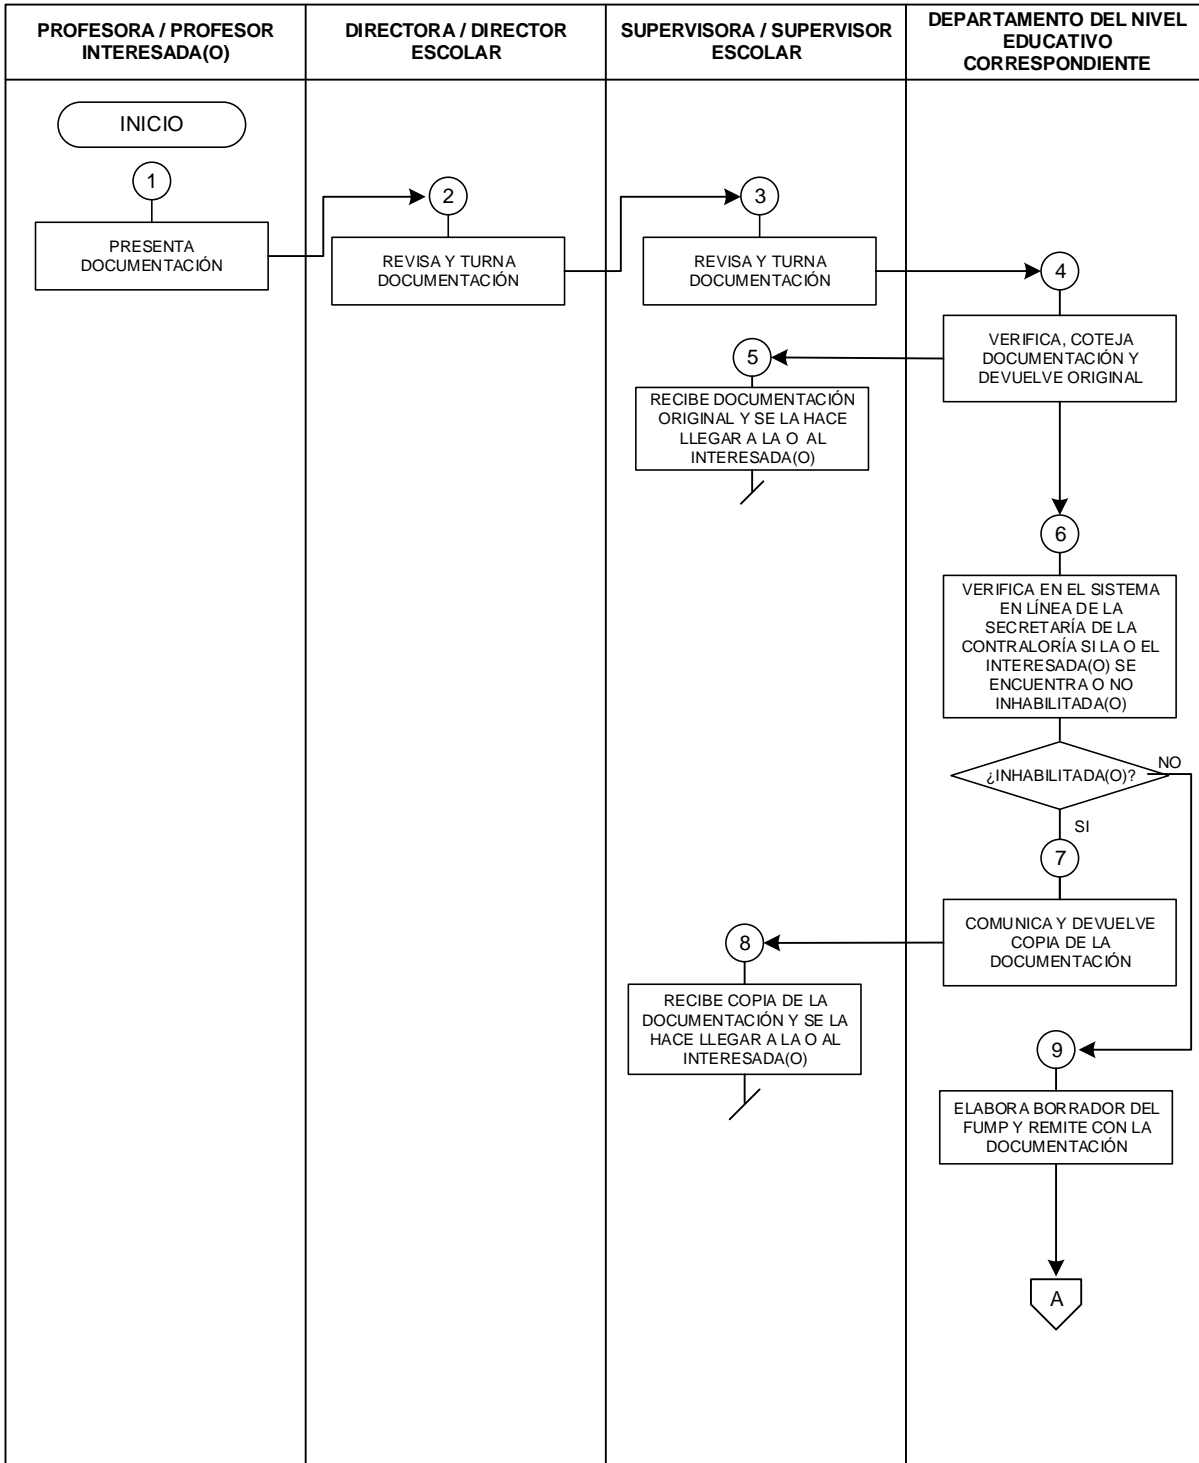 PROFESORA / PROFESOR
INTERESADA(O)
DIRECTORA / DIRECTOR
ESCOLAR
SUPERVISORA / SUPERVISOR
ESCOLAR
DEPARTAMENTO DEL NIVEL
EDUCATIVO
CORRESPONDIENTE
INICIO
1
PRESENTA
DOCUMENTACIÓN
2
REVISA Y TURNA
DOCUMENTACIÓN
3
REVISA Y TURNA
DOCUMENTACIÓN
4
VERIFICA, COTEJA
DOCUMENTACIÓN Y
DEVUELVE ORIGINAL
5
RECIBE DOCUMENTACIÓN
ORIGINAL Y SE LA HACE
LLEGAR A LA O AL
INTERESADA(O)
6
VERIFICA EN EL SISTEMA
EN LÍNEA DE LA
SECRETARÍA DE LA
CONTRALORÍA SI LA O EL
INTERESADA(O) SE
ENCUENTRA O NO
INHABILITADA(O)
¿INHABILITADA(O)?
NO
SI
7
COMUNICA Y DEVUELVE
COPIA DE LA
DOCUMENTACIÓN
8
RECIBE COPIA DE LA
DOCUMENTACIÓN Y SE LA
HACE LLEGAR A LA O AL
INTERESADA(O)
9
ELABORA BORRADOR DEL
FUMP Y REMITE CON LA
DOCUMENTACIÓN
A